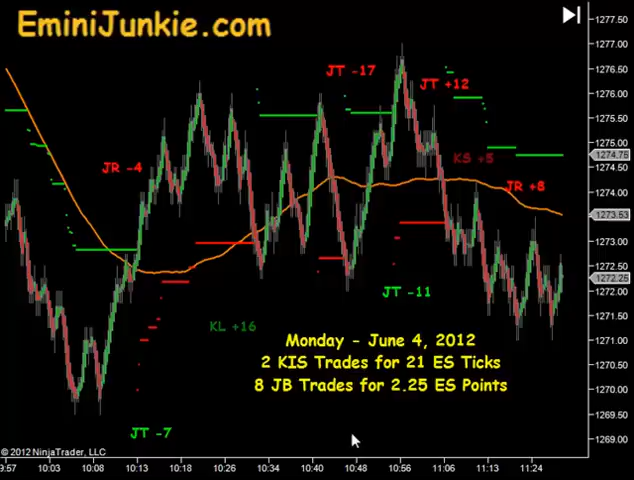 EminiJunkie.com
1277.50
1277.00
1276.50
1276.00
1275.50
1275.00
1274.75
1274.50
1274.00
1273.53
1273.00
1272.50
1272.25
1272.00
1271.50
1271.00
1270.50
1270.00
1269.50
1269.00
JT -17
JT +12
KS +5
JR -4
JR +8
JT -11
KL +16
Monday - June 4, 2012
2 KIS Trades for 21 ES Ticks
8 JB Trades for 2.25 ES Points
JT -7
© 2012 NinjaTrader, LLC
9:57 10:03 10:08 10:13 10:18 10:26 10:34 10:40 10:48 10:56 11:06 11:13 11:24